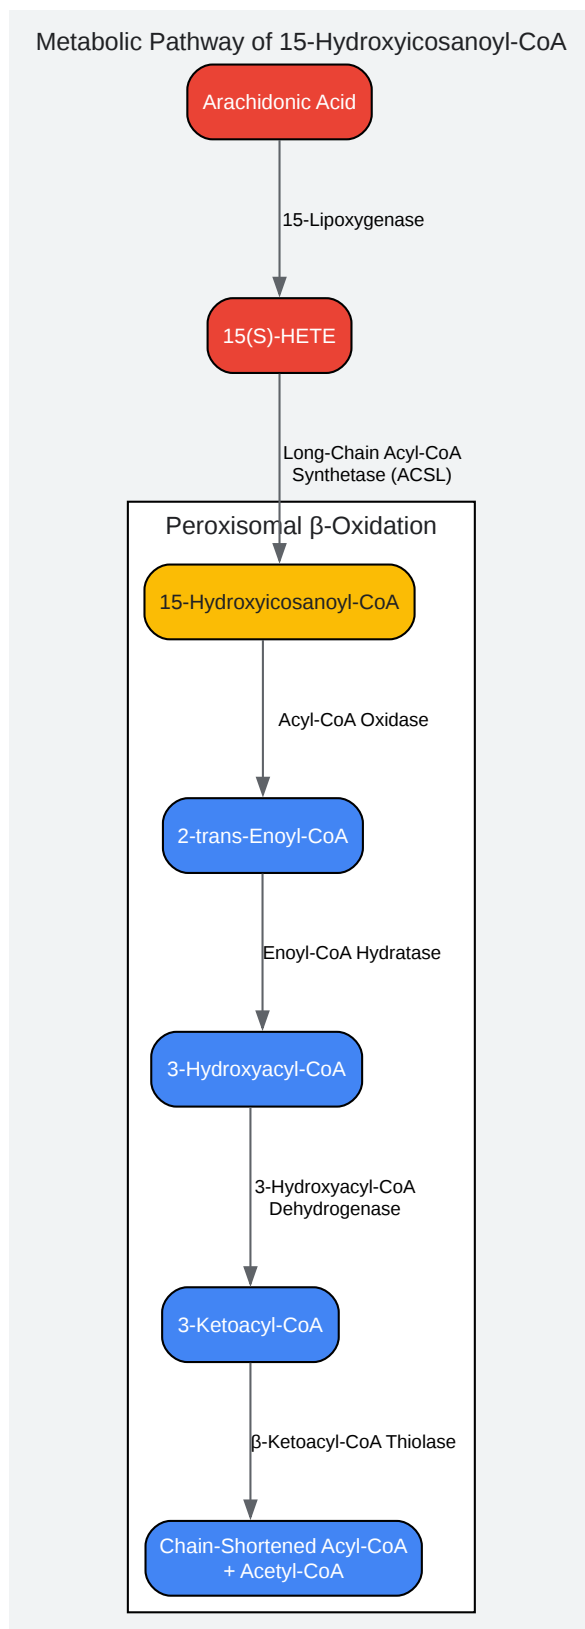 Metabolic Pathway of 15-Hydroxyicosanoyl-CoA
Arachidonic Acid
15-Lipoxygenase
15(S)-HETE
Long-Chain Acyl-CoA
Synthetase (ACSL)
Peroxisomal β-Oxidation
15-Hydroxyicosanoyl-CoA
Acyl-CoA Oxidase
2-trans-Enoyl-CoA
Enoyl-CoA Hydratase
3-Hydroxyacyl-CoA
3-Hydroxyacyl-CoA
Dehydrogenase
3-Ketoacyl-CoA
β-Ketoacyl-CoA Thiolase
Chain-Shortened Acyl-CoA
+ Acetyl-CoA